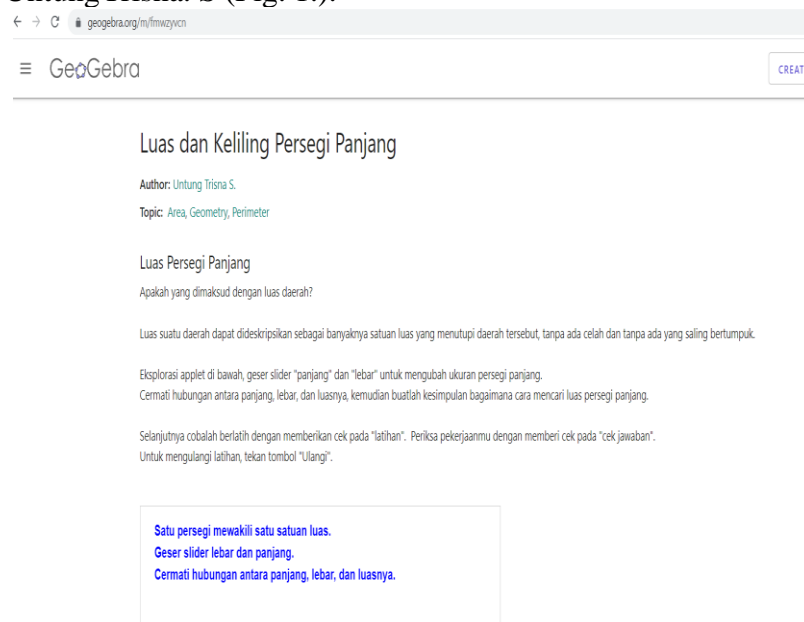 Untung Trisna. S (Fig. 1.).
geogebra.org/m/fmwzyvcn
GeoGebra
CREAT
Luas dan Keliling Persegi Panjang
Author: Untung Trisna S.
Topic: Area, Geometry, Perimeter
Luas Persegi Panjang
Apakah yang dimaksud dengan luas daerah?
Luas suatu daerah dapat dideskripsikan sebagai banyaknya satuan luas yang menutupi daerah tersebut, tanpa ada celah dan tanpa ada yang saling bertumpuk.
Eksplorasi applet di bawah, geser slider "panjang" dan "lebar" untuk mengubah ukuran persegi panjang.
Cermati hubungan antara panjang, lebar, dan luasnya, kemudian buatlah kesimpulan bagaimana cara mencari luas persegi panjang.
Selanjutnya cobalah berlatih dengan memberikan cek pada "latihan". Periksa pekerjaanmu dengan memberi cek pada "cek jawaban".
Untuk mengulangi latihan, tekan tombol "Ulangi".
Satu persegi mewakili satu satuan luas.
Geser slider lebar dan panjang.
Cermati hubungan antara panjang, lebar, dan luasnya.